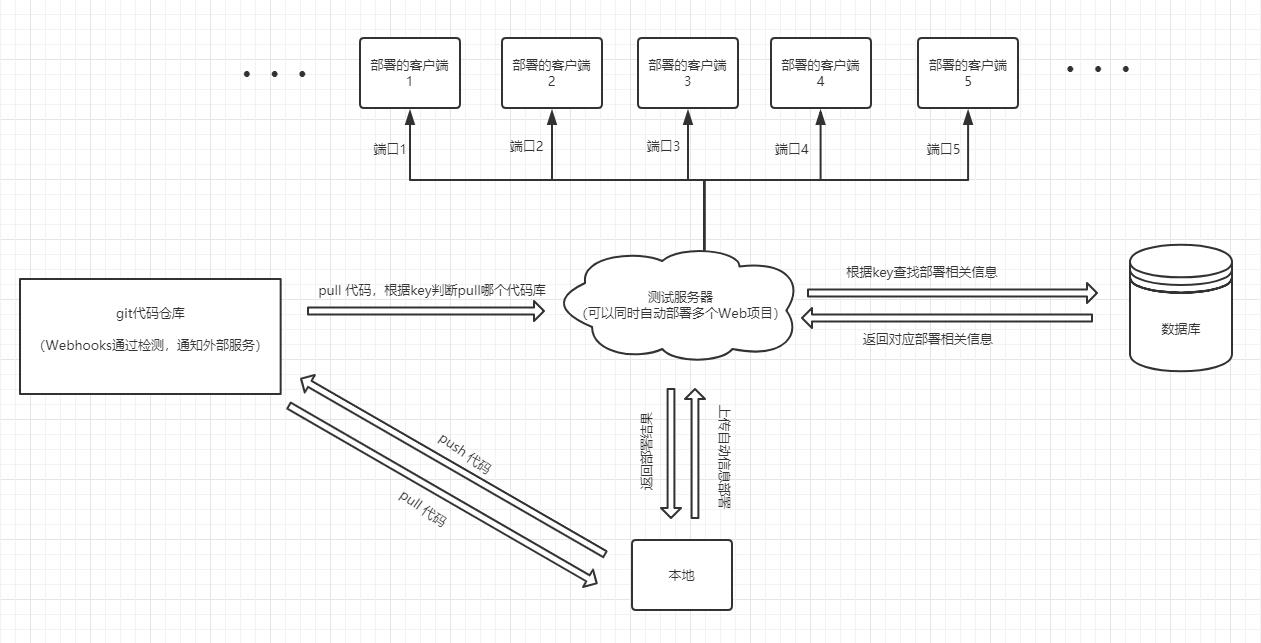 部署的客户端
1
部署的客户端
2
部署的客户端
3
部署的客户端
4
部署的客户端
5
端口1
端口2
端口3
端口4
端口5
git代码仓库
（Webhooks通过检测，通知外部服务）
pull 代码，根据key判断pull哪个代码库
测试服务器
（可以同时自动部署多个Web项目）
根据key查找部署相关信息
返回对应部署相关信息
数据库
push 代码
pull 代码
返回部署结果
上传自动信息部署
本地